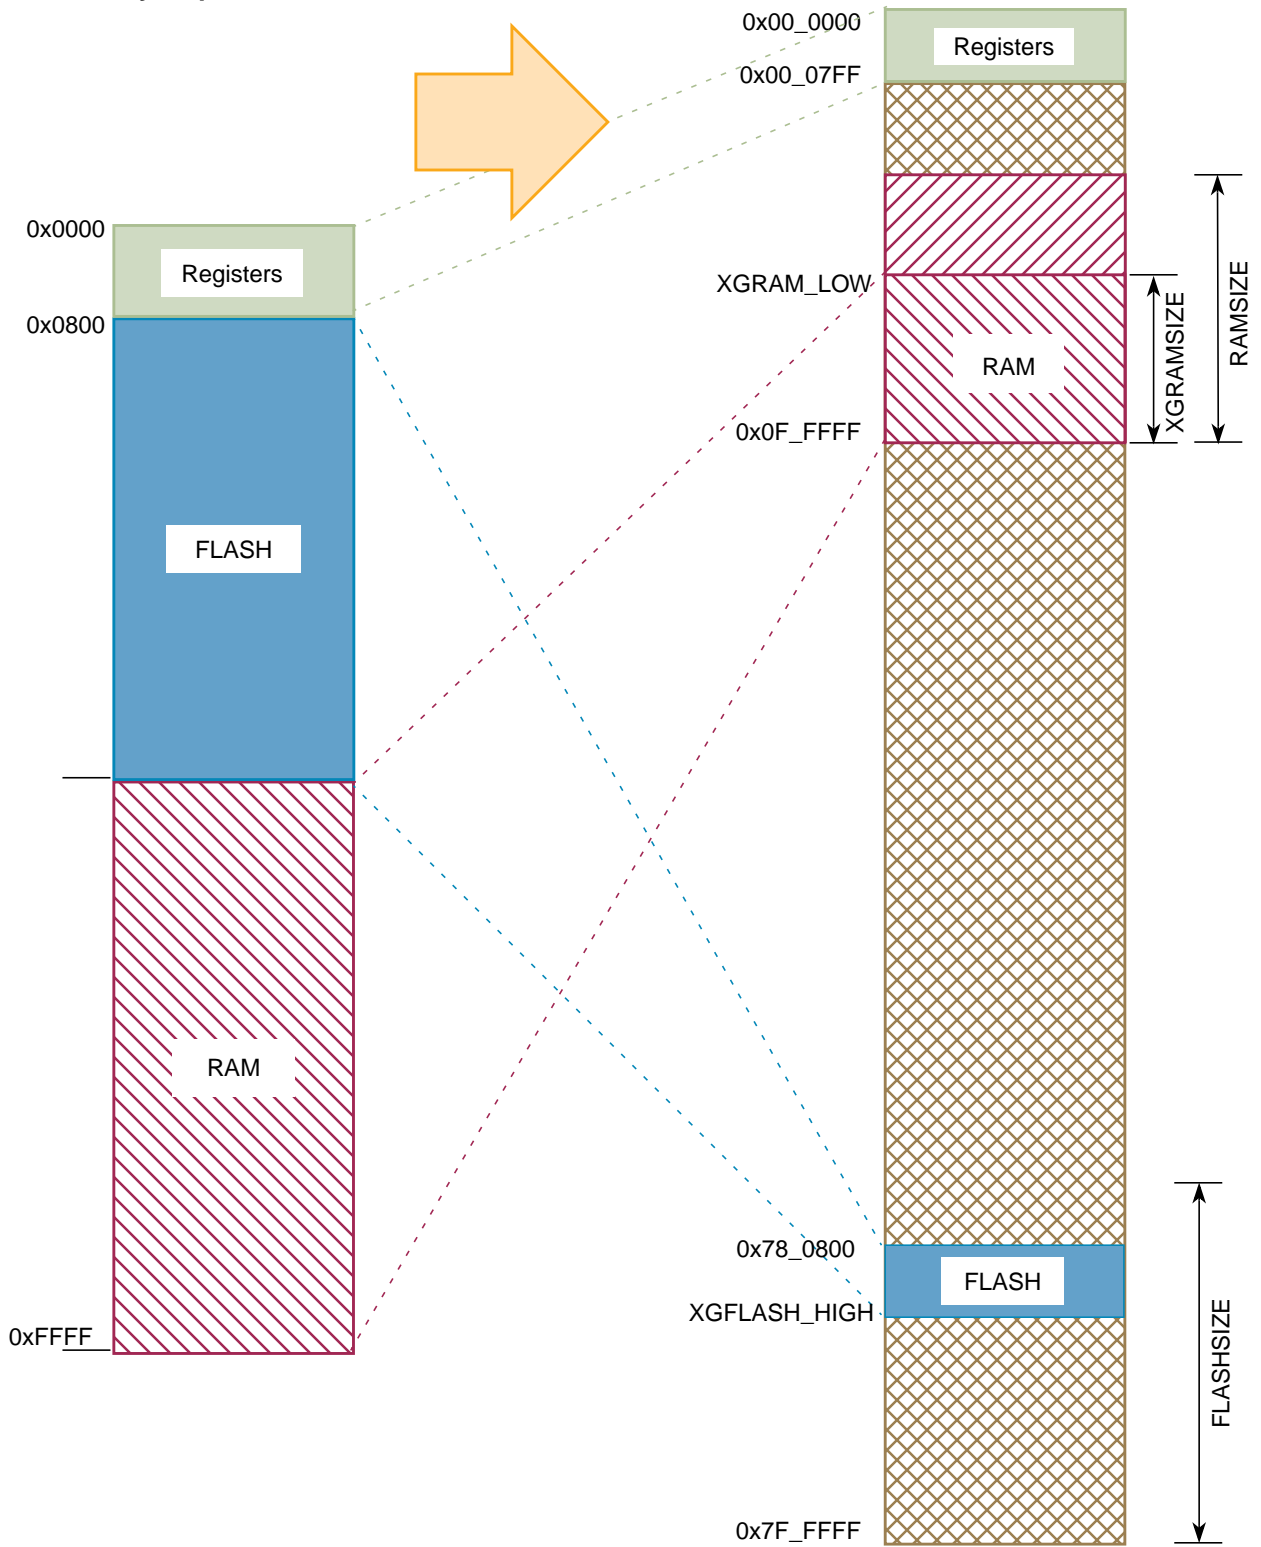 0x00_0000
Registers
0x00_07FF
0x0000
Registers
0x0800
XGRAM_LOW
RAM
XGRAMSIZE
RAMSIZE
0x0F_FFFF
FLASH
RAM
0x78_0800
FLASH
XGFLASH_HIGH
0xFFFF
FLASHSIZE
0x7F_FFFF